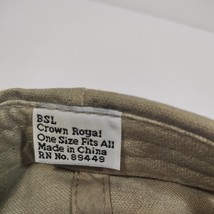 BSL
Crown Royal
One Size Fits All
Made in China
RN No. 89449